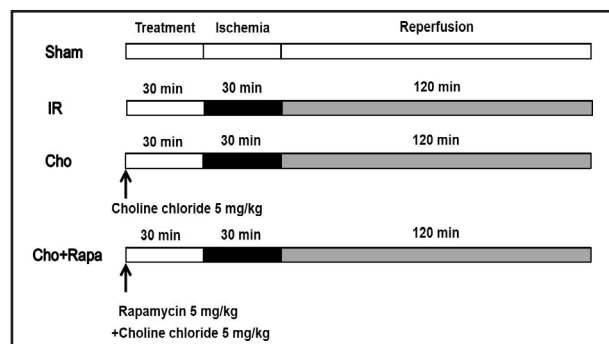 Treatment Ischemia Reperfusion
Sham
30 min 30 min 120 min
IR
30 min 30 min 120 min
Cho
Choline chloride 5 mg/kg
30 min 30 min 120 min
Cho+Rapa
Rapamycin 5 mg/kg
+Choline chloride 5 mg/kg